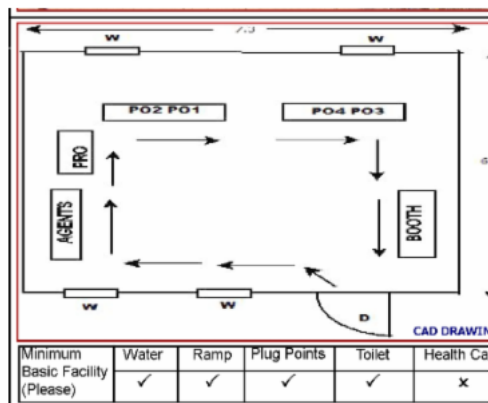 W
W
PO2 PO1
PO4 PO3
PRO
AGENTS
BOOTH
W
W
D
CAD DRAWIN
Minimum Basic Facility (Please)
Water
Ramp
Plug Points
Toilet
Health Ca
✓
✓
✓
✓
x